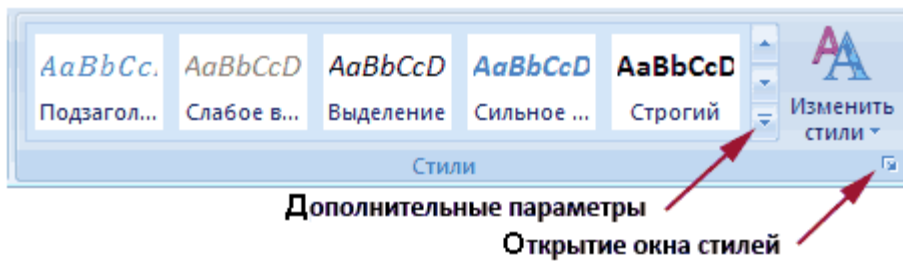 AaBbCc. AaBbCcD AaBbCcD AaBbCcD AaBbCcD
Подзагол... Слабое в... Выделение Сильное ... Строгий
Изменить
стили
Стили
Дополнительные параметры
Открытие окна стилей